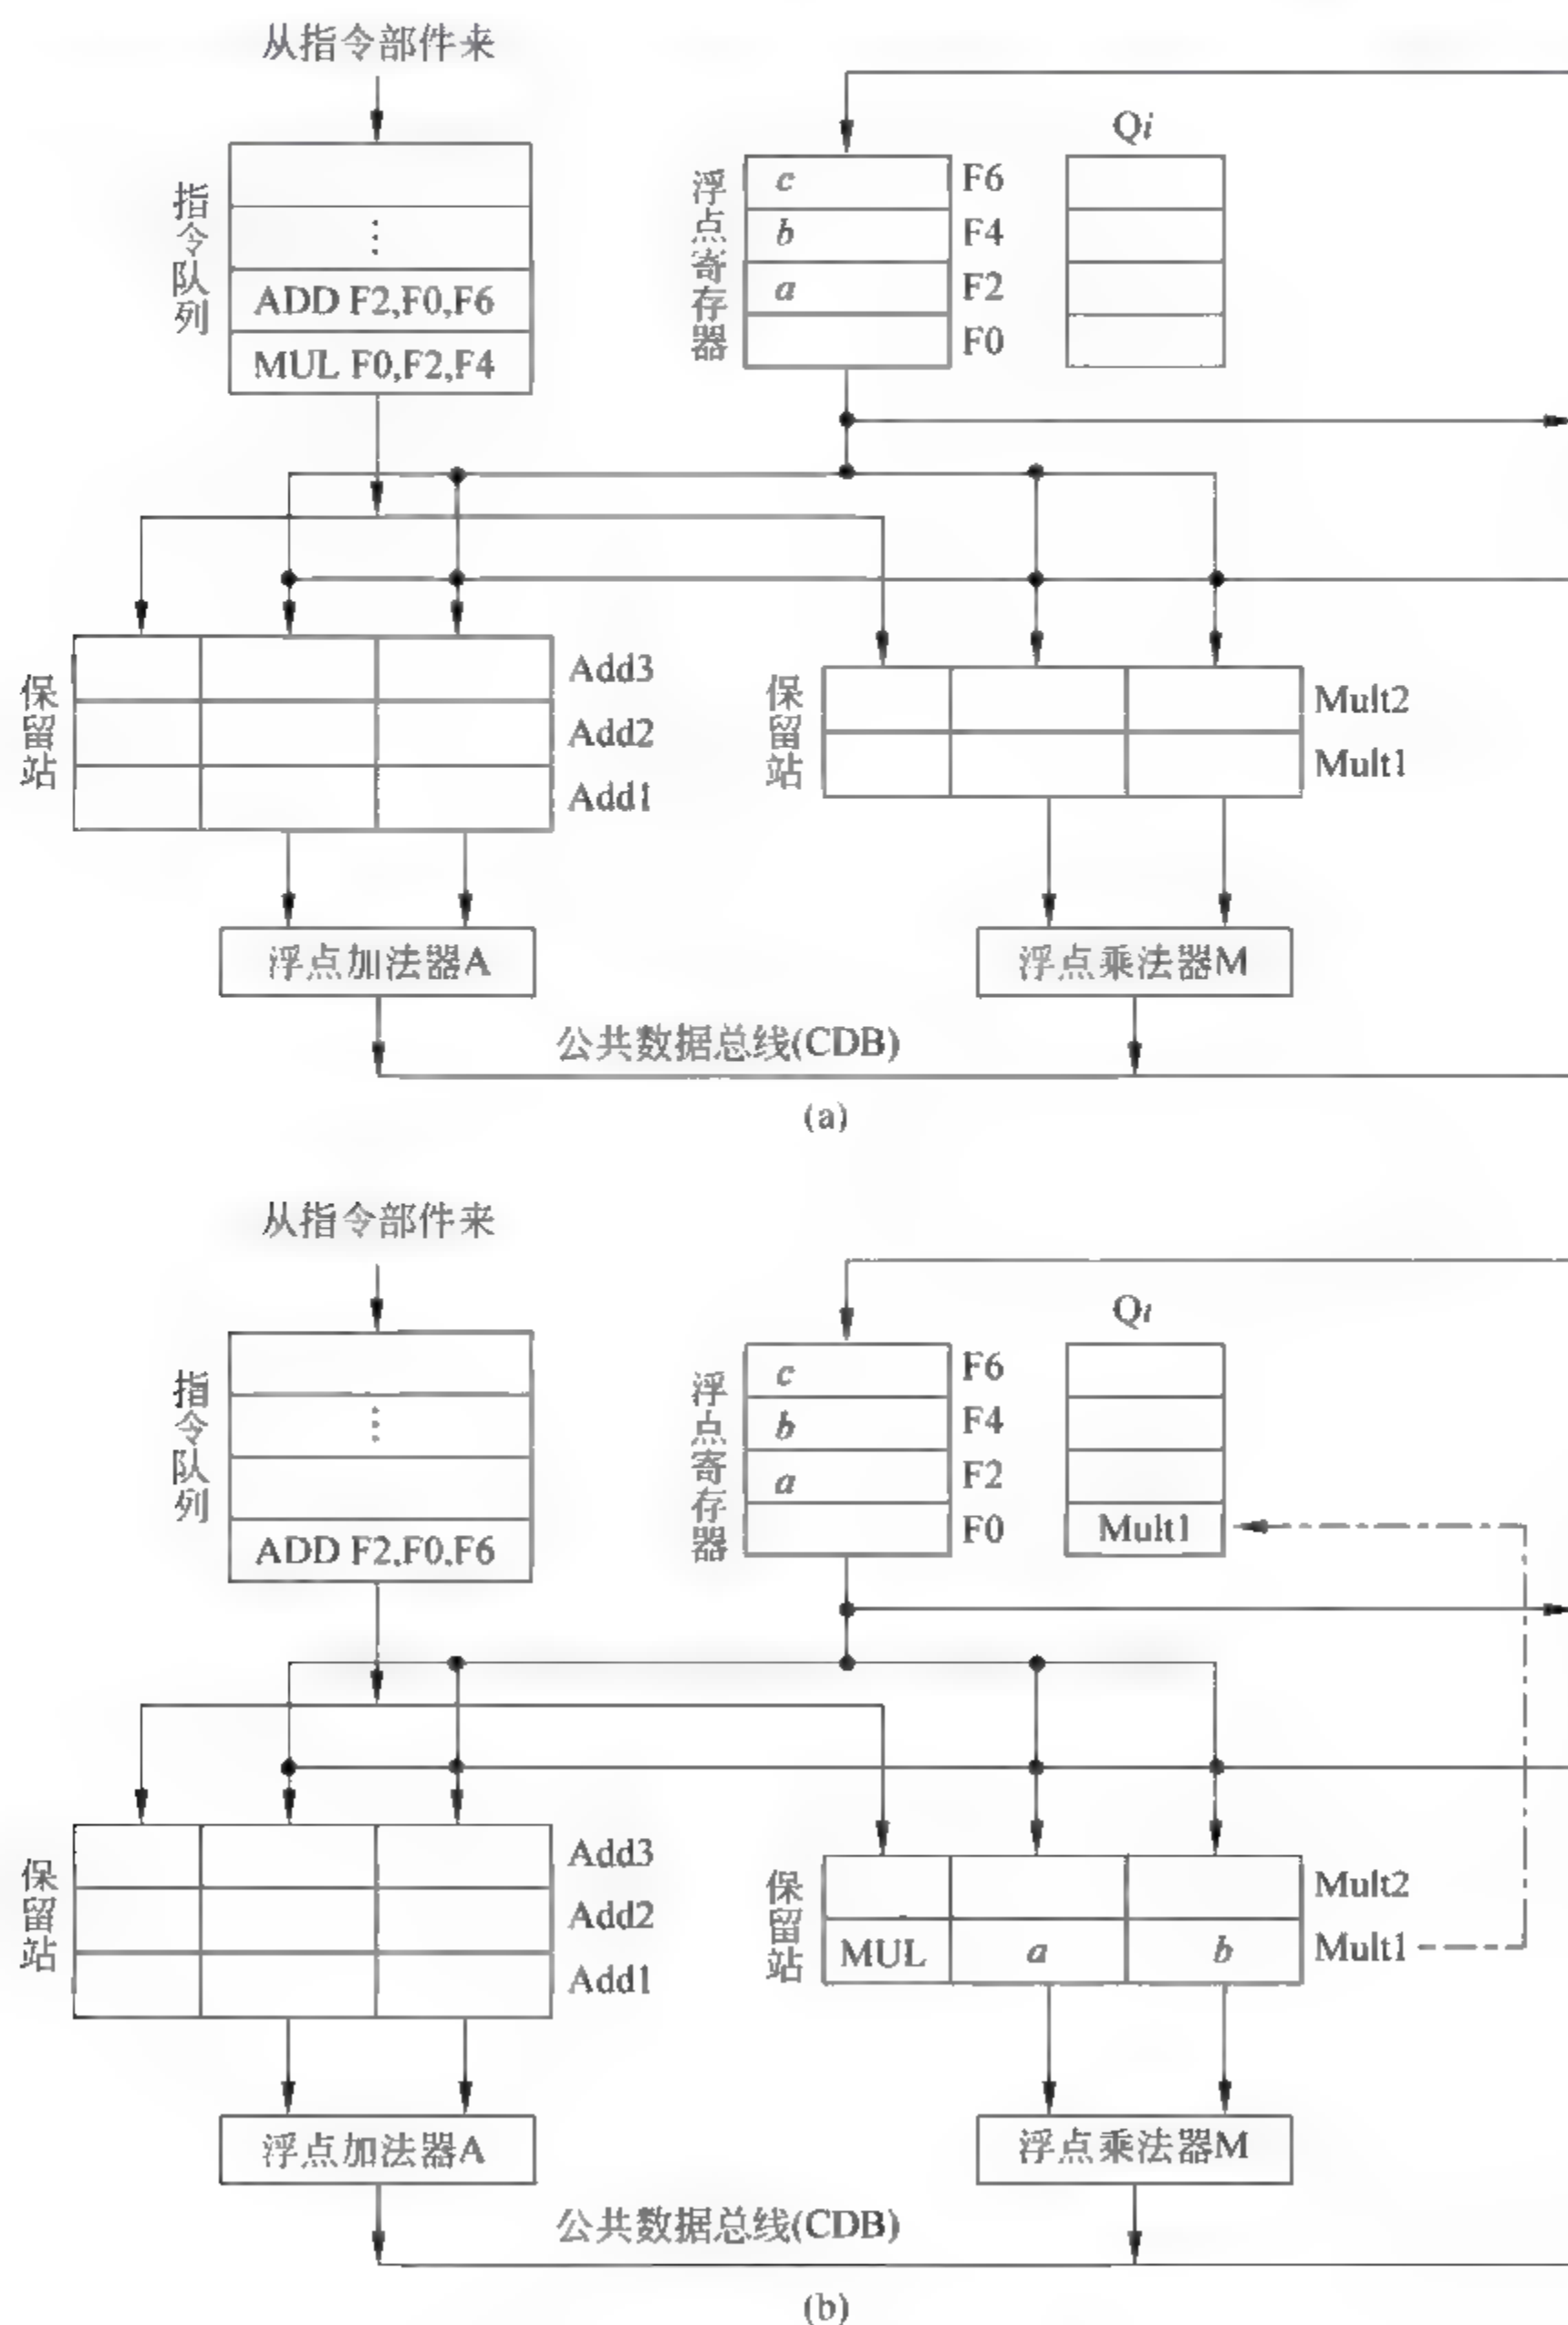 从指令部件来
Qi
指令队列
⋮
ADD F2,F0,F6
MUL F0,F2,F4
浮点寄存器
c F6
b F4
a F2
F0
保留站
Add3
Add2
Add1
保留站
Mult2
Mult1
浮点加法器A
浮点乘法器M
公共数据总线(CDB)
(a)
从指令部件来
Qi
指令队列
⋮
ADD F2,F0,F6
浮点寄存器
c F6
b F4
a F2
F0
Mult1
保留站
Add3
Add2
Add1
保留站
Mult2
MUL a b Mult1
浮点加法器A
浮点乘法器M
公共数据总线(CDB)
(b)